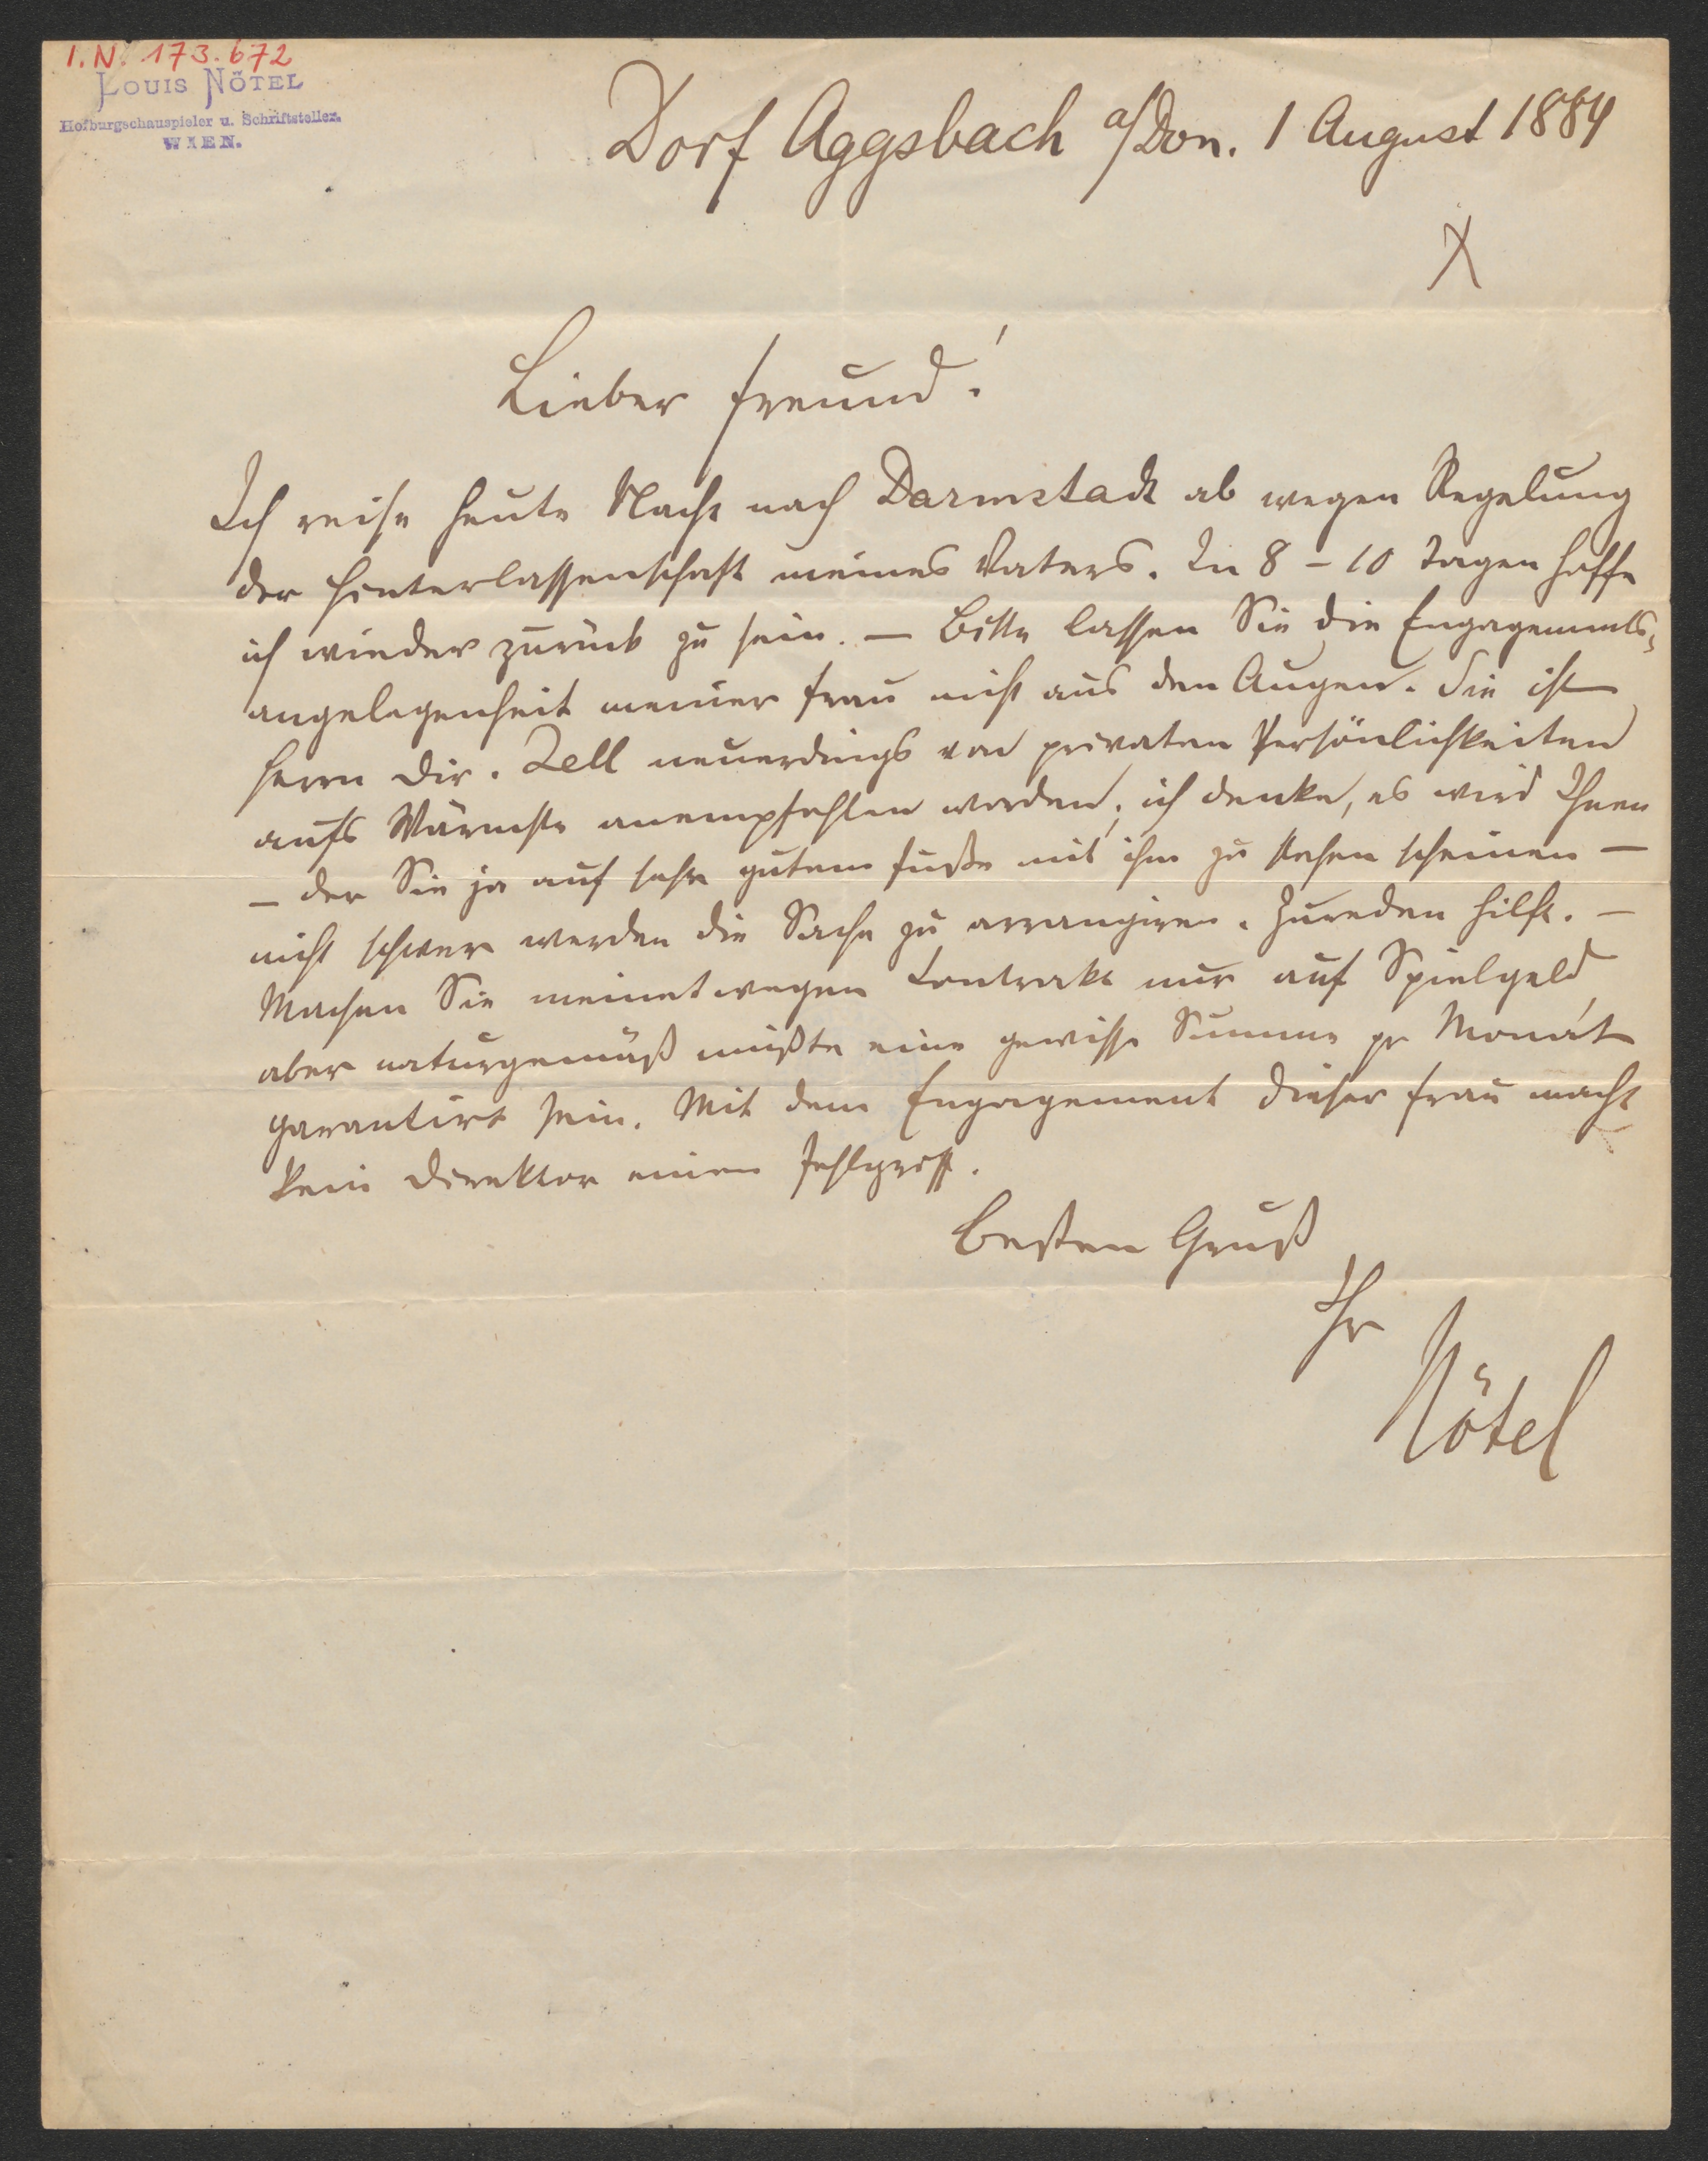 I.N. 173.672
LOUIS NÖTEL
Hofburgschauspieler u. Schriftsteller.
WIEN.
Dorf Aggsbach a/Don. 1 August 1884
X
Lieber Freund!
Ich reise heute Nacht nach Darmstadt ab wegen Regelung
der Hinterlassenschaft meines Vaters. In 8 – 10 Tagen hoffe
ich wieder zurück zu sein. — Bitte lassen Sie die Engagements-
angelegenheit meiner Frau nicht aus den Augen. Sie ist
Herrn Dir. Zell neuerdings von privaten Persönlichkeiten
aufs Wärmste anempfohlen worden; ich denke, es wird Ihnen
— der Sie ja auf sehr gutem Fuße mit ihm zu stehen scheinen —
nicht schwer werden die Sache zu arrangiren. Zureden hilft. —
Machen Sie meinetwegen Contrakt nur auf Spielgeld
aber naturgemäß müßte eine gewisse Summe pr Monat
garantirt sein. Mit dem Engagement dieser Frau macht
kein Direktor einen Fehlgriff.
Besten Gruß
Ihr
Nötel